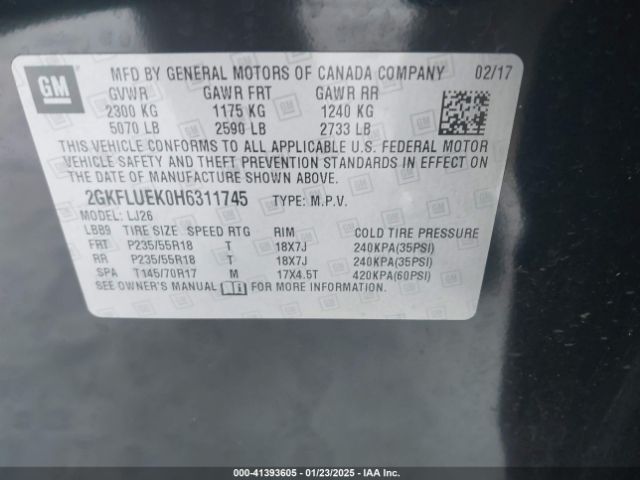 GM
MFD BY GENERAL MOTORS OF CANADA COMPANY 02/17
GVWR GAWR FRT GAWR RR
2300 KG 1175 KG 1240 KG
5070 LB 2590 LB 2733 LB
THIS VEHICLE CONFORMS TO ALL APPLICABLE U.S. FEDERAL MOTOR
VEHICLE SAFETY AND THEFT PREVENTION STANDARDS IN EFFECT ON
THE DATE OF MANUFACTURE SHOWN ABOVE.
2GKFLUEK0H6311745 TYPE: M.P.V.
MODEL: LJ26
LBB9 TIRE SIZE SPEED RTG RIM COLD TIRE PRESSURE
FRT P235/55R18 T 18X7J 240KPA(35PSI)
RR P235/55R18 T 18X7J 240KPA(35PSI)
SPA T145/70R17 M 17X4.5T 420KPA(60PSI)
SEE OWNER'S MANUAL FOR MORE INFORMATION.
000-41393605 / 01/23/2025 / IAA Inc.